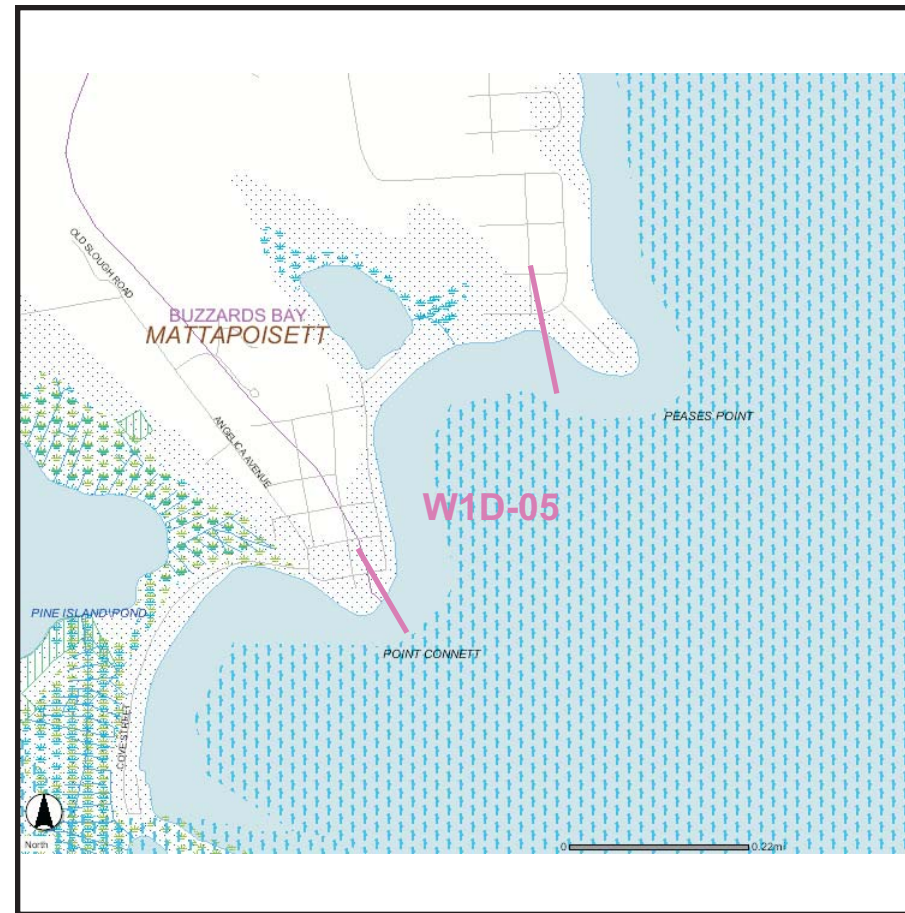 OLD SLOUGH ROAD
BUZZARDS BAY
MATTAPOISETT
PEASES POINT
ANGELICA AVENUE
W1D-05
PINE ISLAND POND
POINT CONNETT
COVE STREET
North
0
0.22mi